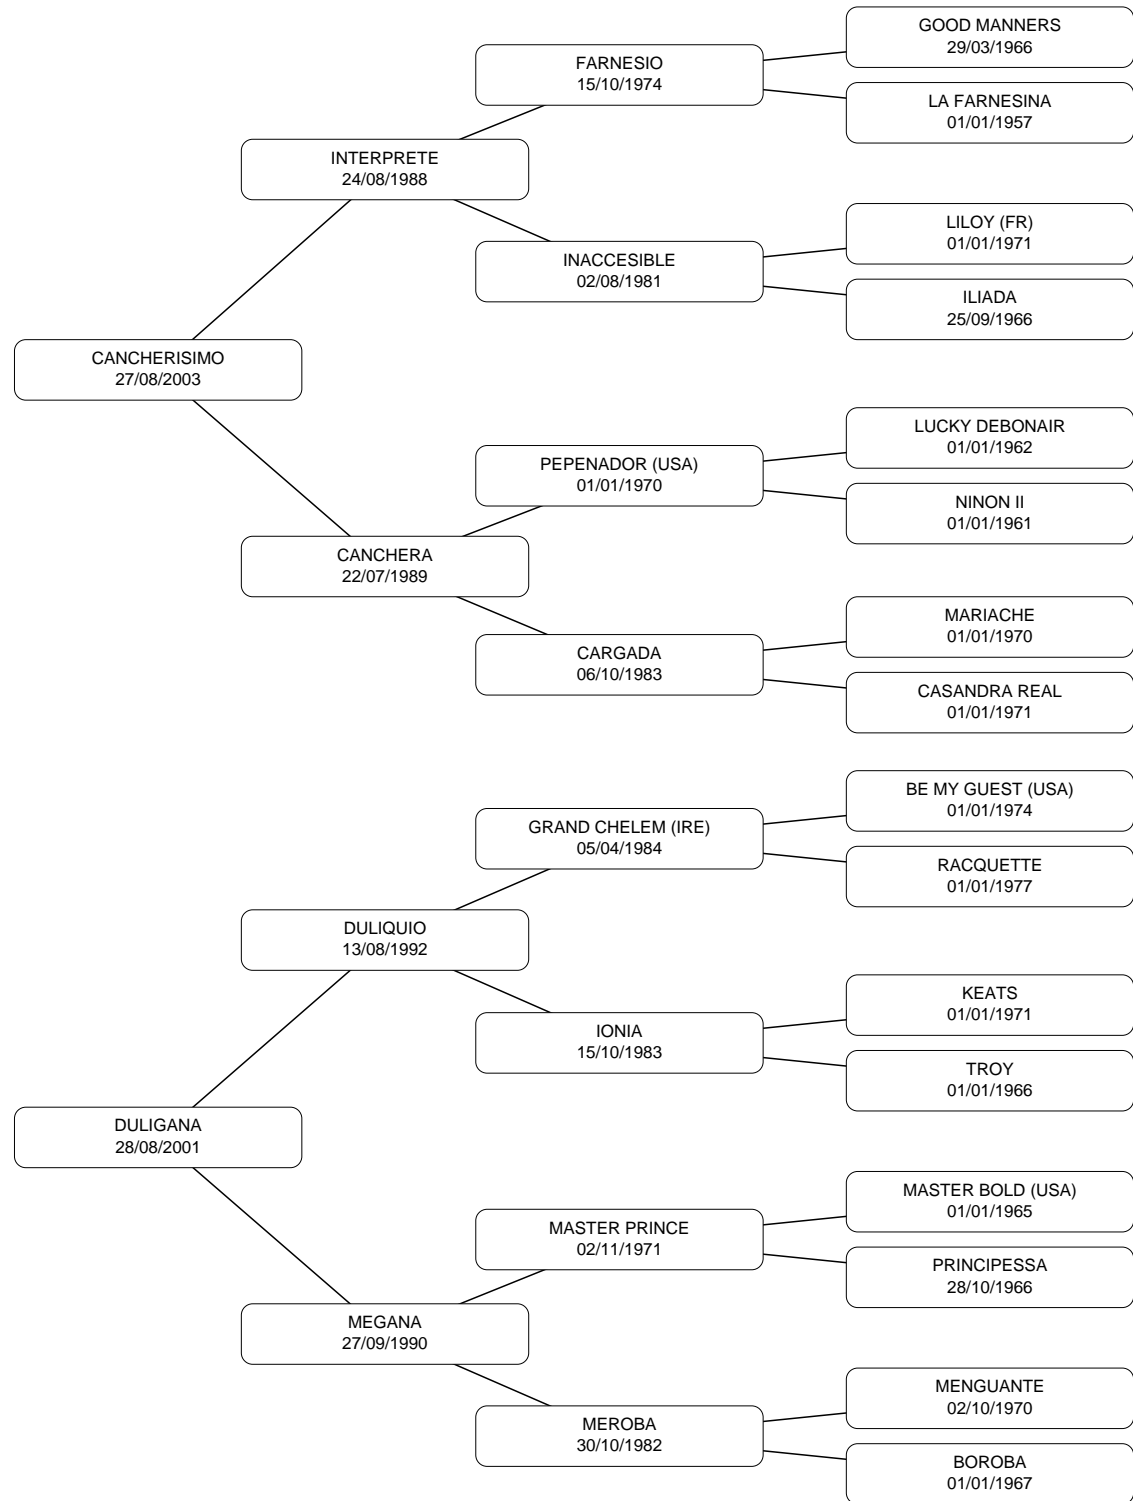 GOOD MANNERS
29/03/1966
FARNESIO
15/10/1974
LA FARNESINA
01/01/1957
INTERPRETE
24/08/1988
LILOY (FR)
01/01/1971
INACCESIBLE
02/08/1981
ILIADA
25/09/1966
CANCHERISIMO
27/08/2003
LUCKY DEBONAIR
01/01/1962
PEPENADOR (USA)
01/01/1970
NINON II
01/01/1961
CANCHERA
22/07/1989
MARIACHE
01/01/1970
CARGADA
06/10/1983
CASANDRA REAL
01/01/1971
BE MY GUEST (USA)
01/01/1974
GRAND CHELEM (IRE)
05/04/1984
RACQUETTE
01/01/1977
DULIQUIO
13/08/1992
KEATS
01/01/1971
IONIA
15/10/1983
TROY
01/01/1966
DULIGANA
28/08/2001
MASTER BOLD (USA)
01/01/1965
MASTER PRINCE
02/11/1971
PRINCIPESSA
28/10/1966
MEGANA
27/09/1990
MENGUANTE
02/10/1970
MEROBA
30/10/1982
BOROBA
01/01/1967